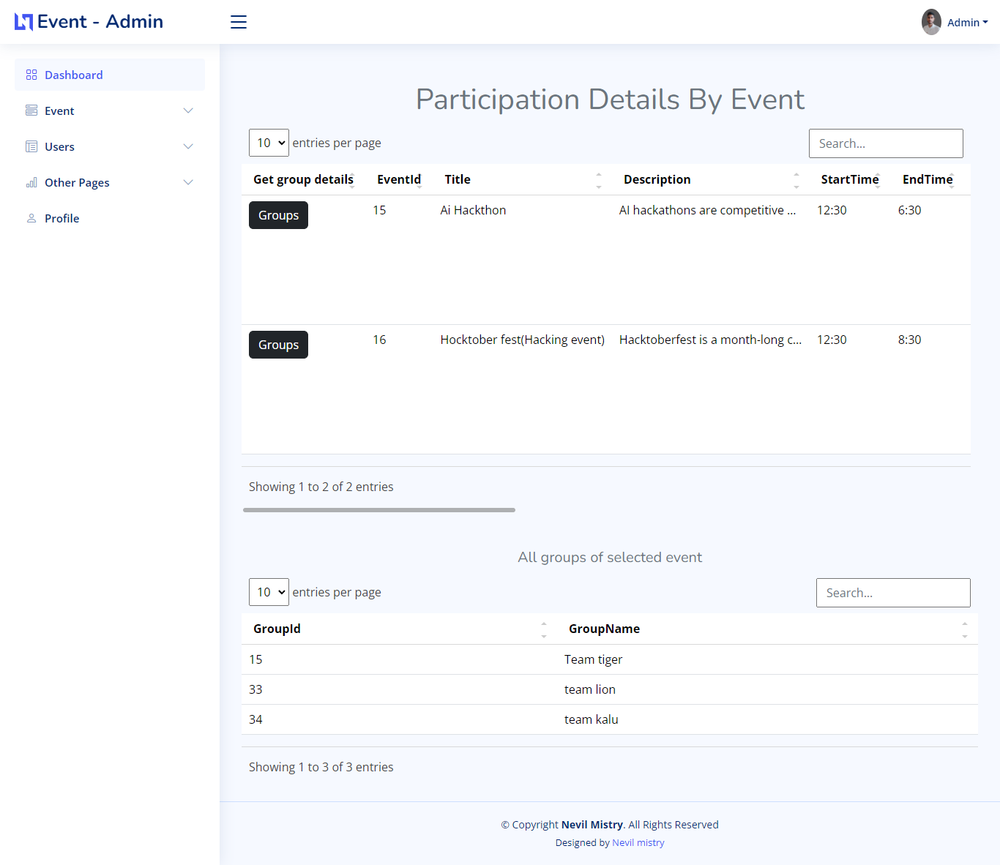 Event - Admin
Admin
Dashboard
Event
Users
Other Pages
Profile
Participation Details By Event
10 entries per page
Search...
Get group details EventId Title Description StartTime EndTime
Groups 15 Ai Hackthon AI hackathons are competitive ... 12:30 6:30
Groups 16 Hocktober fest(Hacking event) Hacktoberfest is a month-long c... 12:30 8:30
Showing 1 to 2 of 2 entries
All groups of selected event
10 entries per page
Search...
GroupId GroupName
15 Team tiger
33 team lion
34 team kalu
Showing 1 to 3 of 3 entries
© Copyright Nevil Mistry. All Rights Reserved
Designed by Nevil mistry